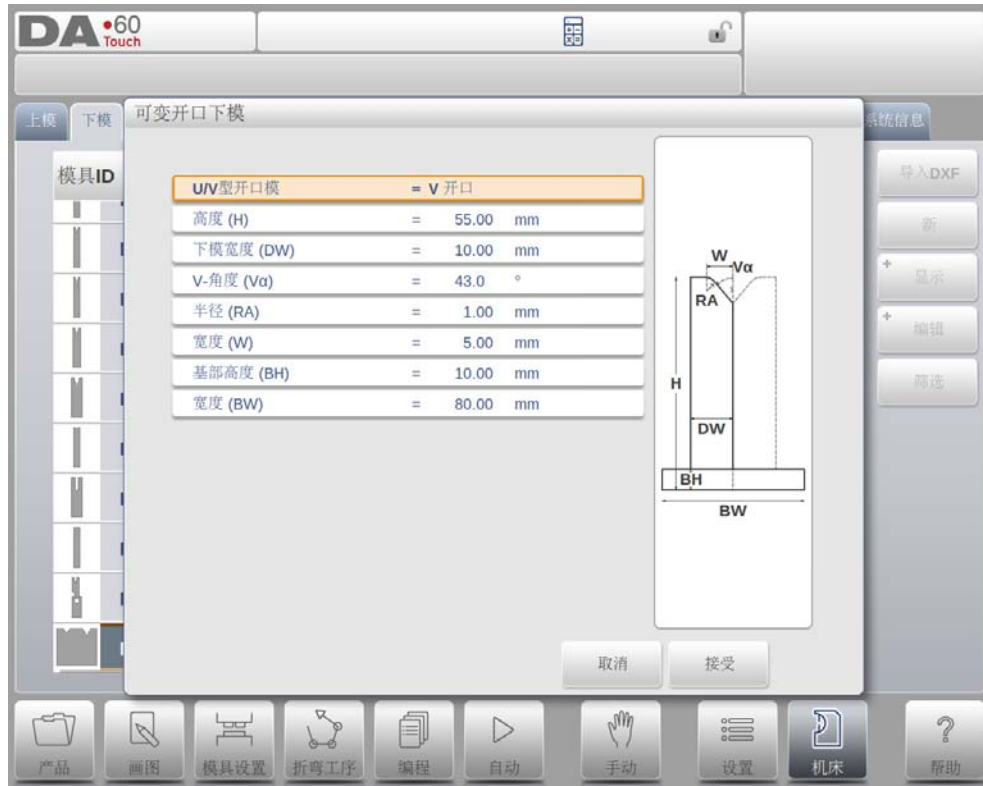 DA•60
Touch
上模
下模
系统信息
可变开口下模
模具ID
U/V型开口模 = V 开口
高度 (H) = 55.00 mm
下模宽度 (DW) = 10.00 mm
V-角度 (Vα) = 43.0 °
半径 (RA) = 1.00 mm
宽度 (W) = 5.00 mm
基部高度 (BH) = 10.00 mm
宽度 (BW) = 80.00 mm
W
Vα
RA
H
DW
BH
BW
导入DXF
新
显示
编辑
筛选
取消
接受
产品
画图
模具设置
折弯工序
编程
自动
手动
设置
机床
帮助